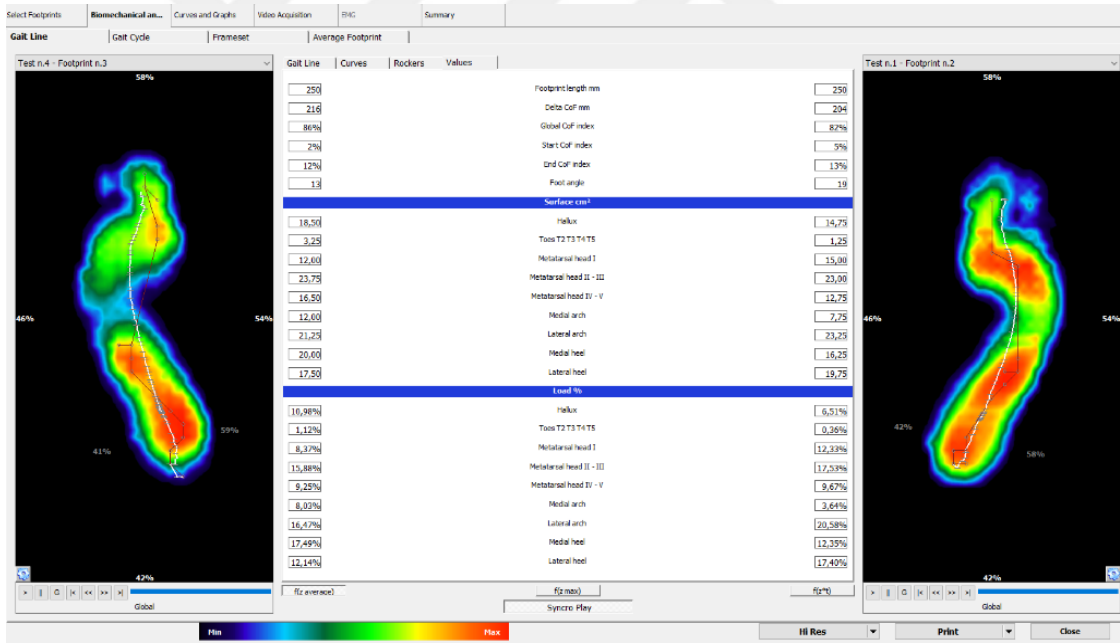 Select Footprints Biomechanical an... Curves and Graphs Video Acquisition EMG Summary
Gait Line Gait Cycle Frameset Average Footprint
Test n.4 - Footprint n.3
58%
46%
54%
59%
41%
42%
> || G |< << >> >|
Global
Gait Line Curves Rockers Values
250 Footprint length mm 250
216 Delta CoF mm 204
86% Global CoF index 82%
2% Start CoF index 5%
12% End CoF index 13%
13 Foot angle 19
Surface cm²
18,50 Hallux 14,75
3,25 Toes T2 T3 T4 T5 1,25
12,00 Metatarsal head I 15,00
23,75 Metatarsal head II - III 23,00
16,50 Metatarsal head IV - V 12,75
12,00 Medial arch 7,75
21,25 Lateral arch 23,25
20,00 Medial heel 16,25
17,50 Lateral heel 19,75
Load %
10,98% Hallux 6,51%
1,12% Toes T2 T3 T4 T5 0,36%
8,37% Metatarsal head I 12,33%
15,88% Metatarsal head II - III 17,53%
9,25% Metatarsal head IV - V 9,67%
8,03% Medial arch 3,64%
16,47% Lateral arch 20,58%
17,49% Medial heel 12,35%
12,14% Lateral heel 17,40%
f(z average) f(z max) f(z*t)
Syncro Play
Test n.1 - Footprint n.2
58%
46%
54%
42%
58%
42%
> || G |< << >> >|
Global
Min Max
Hi Res Print Close